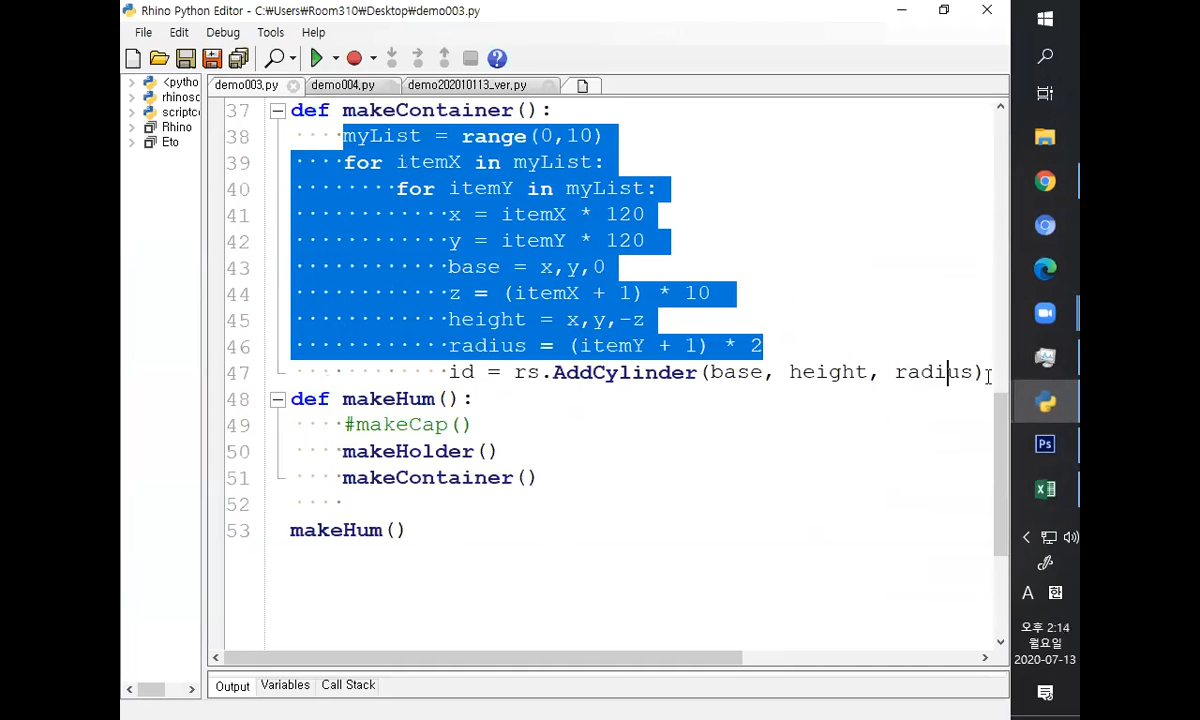 Rhino Python Editor - C:₩Users₩Room310₩Desktop₩demo003.py
File Edit Debug Tools Help
demo003.py demo004.py demo202010113_ver.py
<pytho
rhinosc
scriptcc
Rhino
Eto
37 def makeContainer():
38 myList = range(0,10)
39 for itemX in myList:
40 for itemY in myList:
41 x = itemX * 120
42 y = itemY * 120
43 base = x,y,0
44 z = (itemX + 1) * 10
45 height = x,y,-z
46 radius = (itemY + 1) * 2
47 id = rs.AddCylinder(base, height, radius)
48 def makeHum():
49 #makeCap()
50 makeHolder()
51 makeContainer()
52
53 makeHum()
Output Variables Call Stack
Ps
A 한
오후 2:14
월요일
2020-07-13